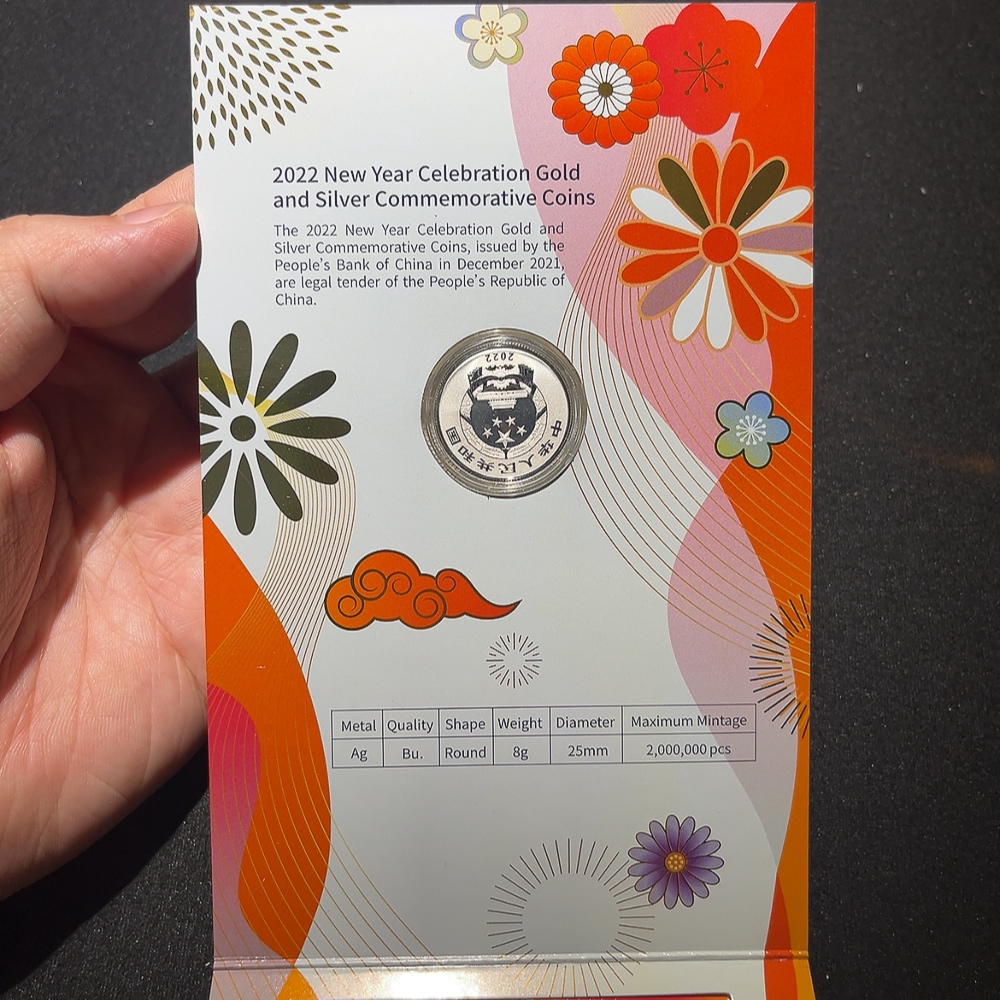 2022 New Year Celebration Gold
and Silver Commemorative Coins
The 2022 New Year Celebration Gold and
Silver Commemorative Coins, issued by the
People's Bank of China in December 2021,
are legal tender of the People's Republic of
China.
2022
中华人民共和国
Metal Quality Shape Weight Diameter Maximum Mintage
Ag Bu. Round 8g 25mm 2,000,000 pcs